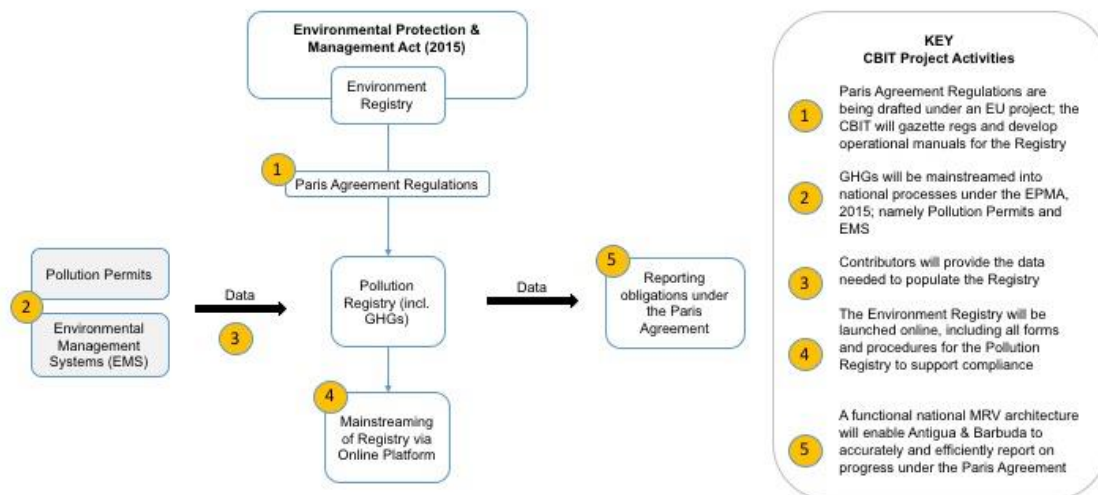 Environmental Protection &
Management Act (2015)
Environment
Registry
1
Paris Agreement Regulations
Pollution Permits
2
Environmental
Management
Systems (EMS)
Data
3
Pollution
Registry (incl.
GHGs)
Data
5
Reporting
obligations under
the Paris
Agreement
4
Mainstreaming
of Registry via
Online Platform
KEY
CBIT Project Activities
1
Paris Agreement Regulations are
being drafted under an EU project; the
CBIT will gazette regs and develop
operational manuals for the Registry
2
GHGs will be mainstreamed into
national processes under the EPMA,
2015; namely Pollution Permits and
EMS
3
Contributors will provide the data
needed to populate the Registry
4
The Environment Registry will be
launched online, including all forms
and procedures for the Pollution
Registry to support compliance
5
A functional national MRV architecture
will enable Antigua & Barbuda to
accurately and efficiently report on
progress under the Paris Agreement